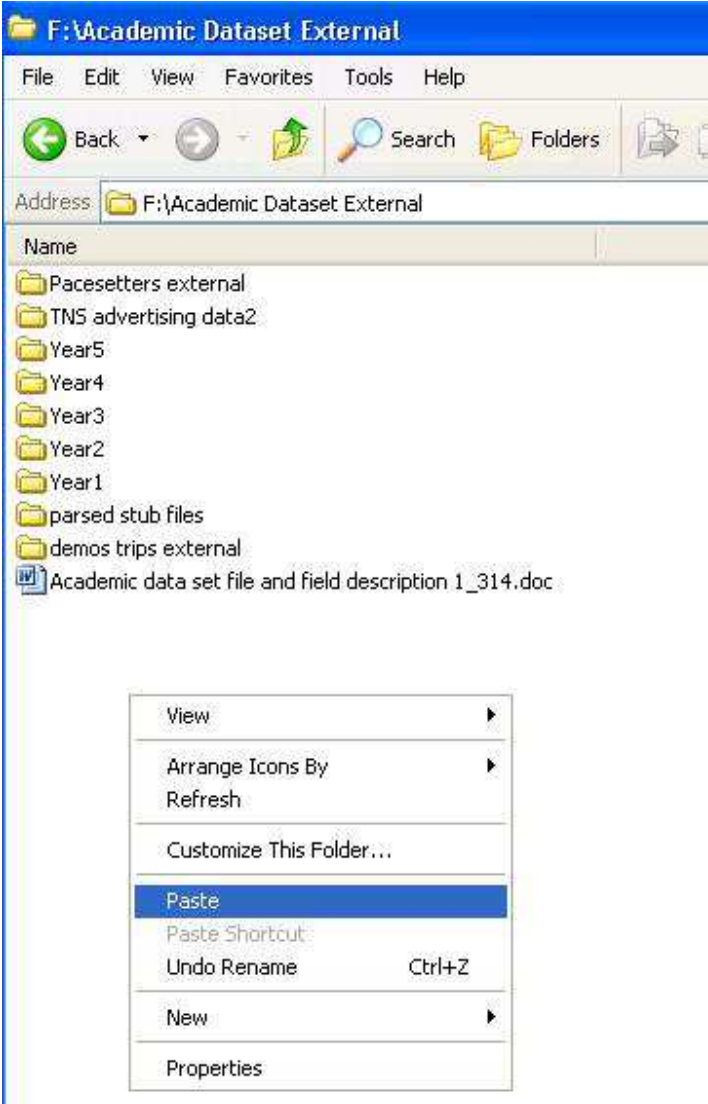 F:\Academic Dataset External
File Edit View Favorites Tools Help
Back Search Folders
Address F:\Academic Dataset External
Name
Pacesetters external
TNS advertising data2
Year5
Year4
Year3
Year2
Year1
parsed stub files
demos trips external
Academic data set file and field description 1_314.doc
View
Arrange Icons By
Refresh
Customize This Folder...
Paste
Paste Shortcut
Undo Rename Ctrl+Z
New
Properties